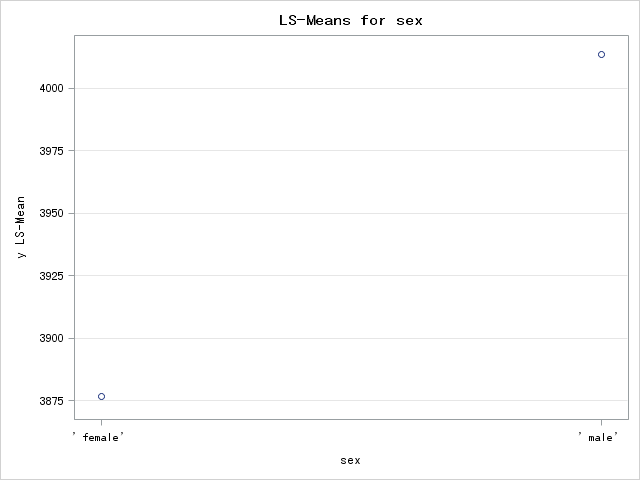 LS-Means for sex
y LS-Mean
4000
3975
3950
3925
3900
3875
' female'
' male'
sex